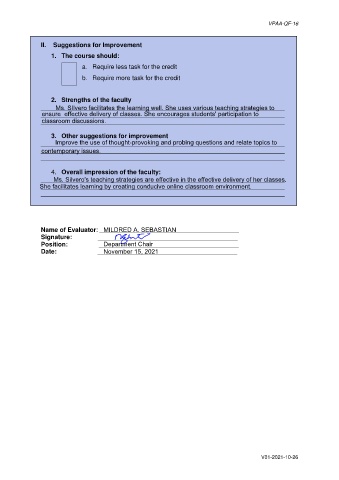 VPAA-QF-16
II. Suggestions for Improvement
1. The course should:
a. Require less task for the credit
b. Require more task for the credit
2. Strengths of the faculty
Ms. Silvero facilitates the learning well. She uses various teaching strategies to
ensure effective delivery of classes. She encourages students' participation to
classroom discussions.
3. Other suggestions for improvement
Improve the use of thought-provoking and probing questions and relate topics to
contemporary issues.
4. Overall impression of the faculty:
Ms. Silvero's teaching strategies are effective in the effective delivery of her classes.
She facilitates learning by creating conducive online classroom environment.
Name of Evaluator: MILDRED A. SEBASTIAN
Signature:
Position: Department Chair
Date: November 15, 2021
V01-2021-10-26